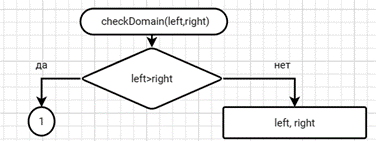 checkDomain(left,right)
да
нет
left>right
1
left, right